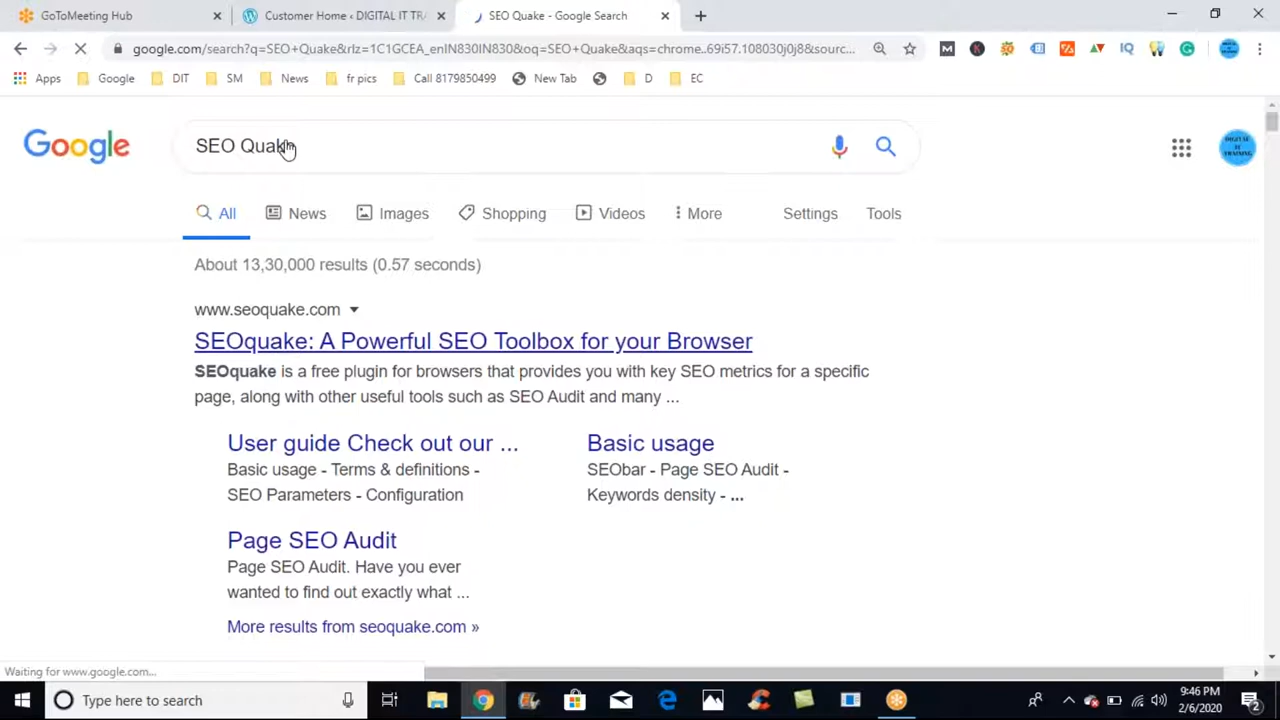 GoToMeeting Hub
Customer Home ‹ DIGITAL IT TRA
SEO Quake - Google Search
google.com/search?q=SEO+Quake&rlz=1C1GCEA_enIN830IN830&oq=SEO+Quake&aqs=chrome..69i57.108030j0j8&sourc...
Apps
Google
DIT
SM
News
fr pics
Call 8179850499
New Tab
D
EC
Google
SEO Quake
DIGITAL IT TRAINING
All
News
Images
Shopping
Videos
More
Settings
Tools
About 13,30,000 results (0.57 seconds)
www.seoquake.com
SEOquake: A Powerful SEO Toolbox for your Browser
SEOquake is a free plugin for browsers that provides you with key SEO metrics for a specific
page, along with other useful tools such as SEO Audit and many ...
User guide Check out our ...
Basic usage - Terms & definitions -
SEO Parameters - Configuration
Basic usage
SEObar - Page SEO Audit -
Keywords density - ...
Page SEO Audit
Page SEO Audit. Have you ever
wanted to find out exactly what ...
More results from seoquake.com »
Waiting for www.google.com...
Type here to search
9:46 PM
2/6/2020
2